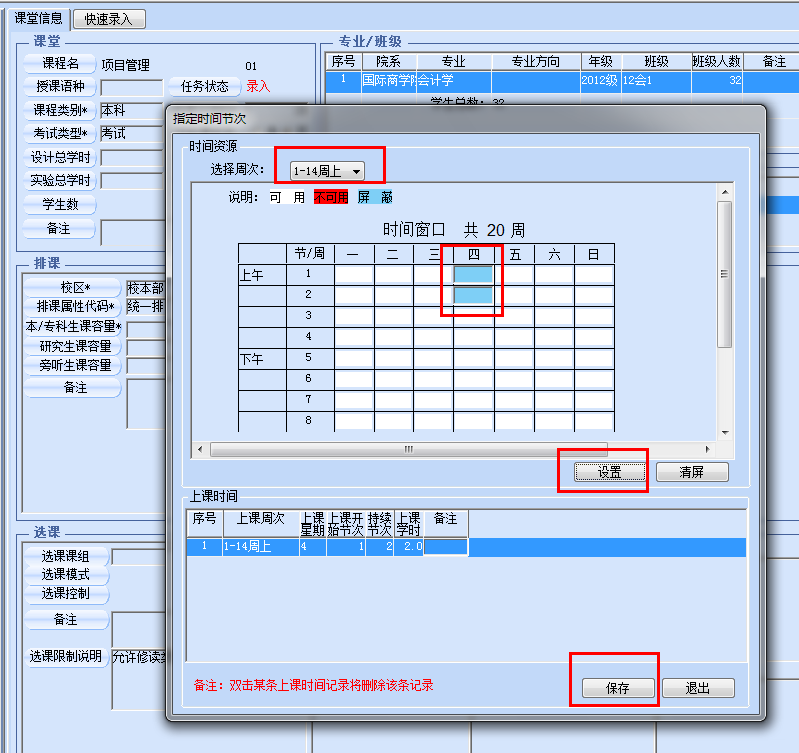 课堂信息 快速录入
课堂 专业/班级
课程名 项目管理 01
授课语种 任务状态 录入
课程类别* 本科
考试类型* 考试
设计总学时
实验总学时
学生数
备注
序号 院系 专业 专业方向 年级 班级 班级人数 备注
1 国际商学院 会计学 2012级 12会1 32
学生总数: 32
排课
校区* 校本部
排课属性代码* 统一排
本/专科生课容量*
研究生课容量
旁听生课容量
备注
选课
选课课组
选课模式
选课控制
备注
选课限制说明 允许修读
指定时间节次
时间资源
选择周次: 1-14周上
说明: 可 用 不可用 屏 蔽
时间窗口 共 20 周
节/周 一 二 三 四 五 六 日
上午 1
2
3
4
下午 5
6
7
8
设置 清屏
上课时间
序号 上课周次 上课星期 上课开始节次 持续节次 上课学时 备注
1 1-14周上 4 1 2 2.0
备注: 双击某条上课时间记录将删除该条记录
保存 退出